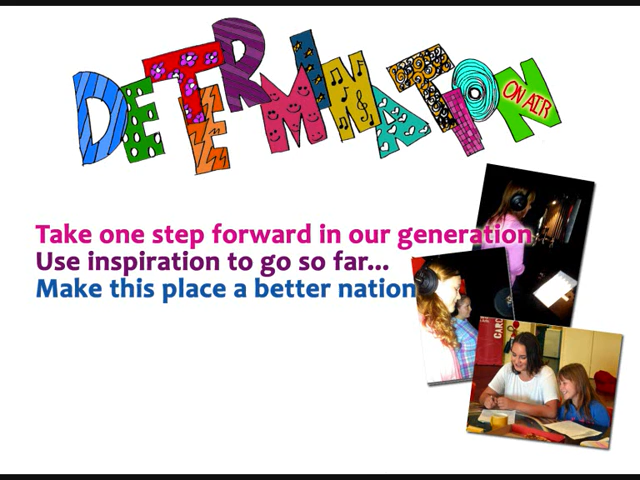 DETERMINATION
ON AIR
Take one step forward in our generation
Use inspiration to go so far...
Make this place a better nation